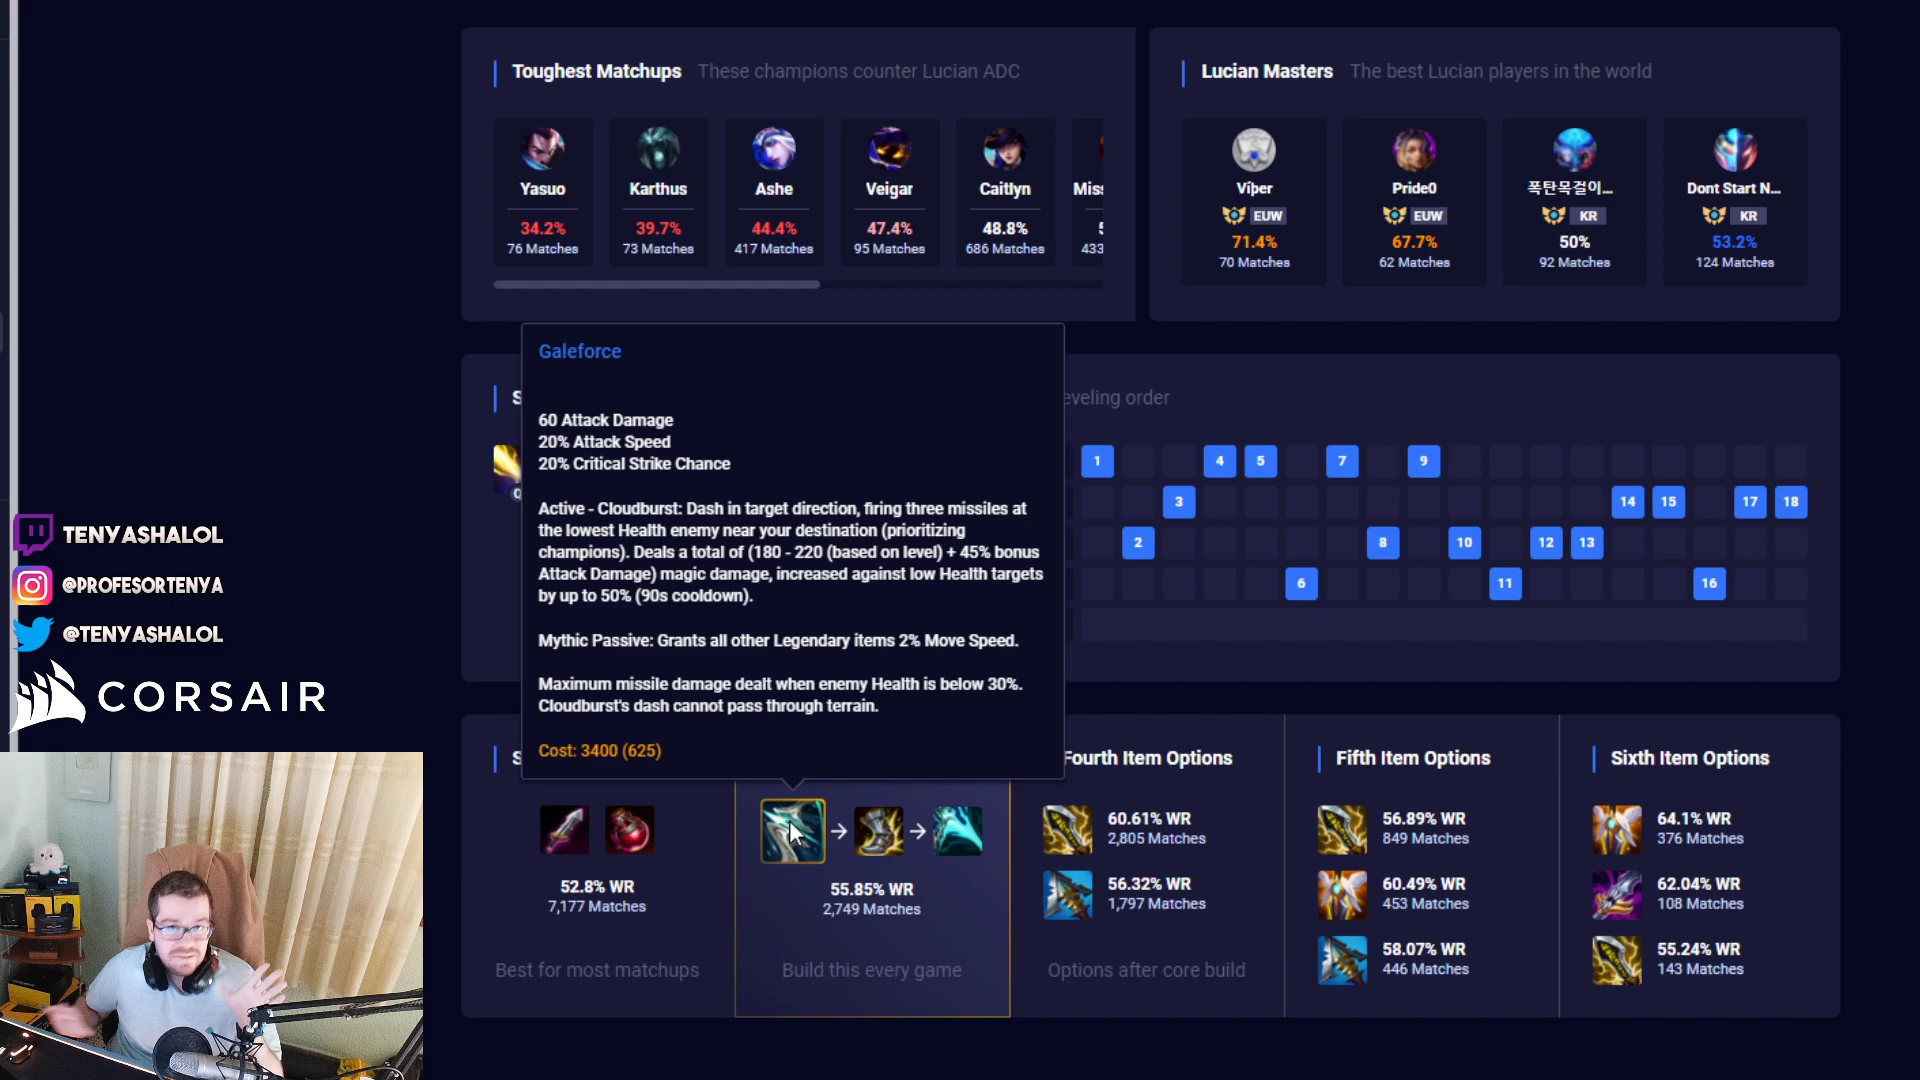 Toughest Matchups These champions counter Lucian ADC
Yasuo
34.2%
76 Matches
Karthus
39.7%
73 Matches
Ashe
44.4%
417 Matches
Veigar
47.4%
95 Matches
Caitlyn
48.8%
686 Matches
Miss
5
433
Lucian Masters The best Lucian players in the world
Vîþer
EUW
71.4%
70 Matches
Pride0
EUW
67.7%
62 Matches
폭탄목걸이...
KR
50%
92 Matches
Dont Start N...
KR
53.2%
124 Matches
Galeforce
60 Attack Damage
20% Attack Speed
20% Critical Strike Chance
Active - Cloudburst: Dash in target direction, firing three missiles at
the lowest Health enemy near your destination (prioritizing
champions). Deals a total of (180 - 220 (based on level) + 45% bonus
Attack Damage) magic damage, increased against low Health targets
by up to 50% (90s cooldown).
Mythic Passive: Grants all other Legendary items 2% Move Speed.
Maximum missile damage dealt when enemy Health is below 30%.
Cloudburst's dash cannot pass through terrain.
Cost: 3400 (625)
S
eveling order
Q
1 4 5 7 9
3 14 15 17 18
2 8 10 12 13
6 11 16
TENYASHALOL
@PROFESORTENYA
@TENYASHALOL
CORSAIR
S
52.8% WR
7,177 Matches
Best for most matchups
55.85% WR
2,749 Matches
Build this every game
Fourth Item Options
60.61% WR
2,805 Matches
56.32% WR
1,797 Matches
Options after core build
Fifth Item Options
56.89% WR
849 Matches
60.49% WR
453 Matches
58.07% WR
446 Matches
Sixth Item Options
64.1% WR
376 Matches
62.04% WR
108 Matches
55.24% WR
143 Matches